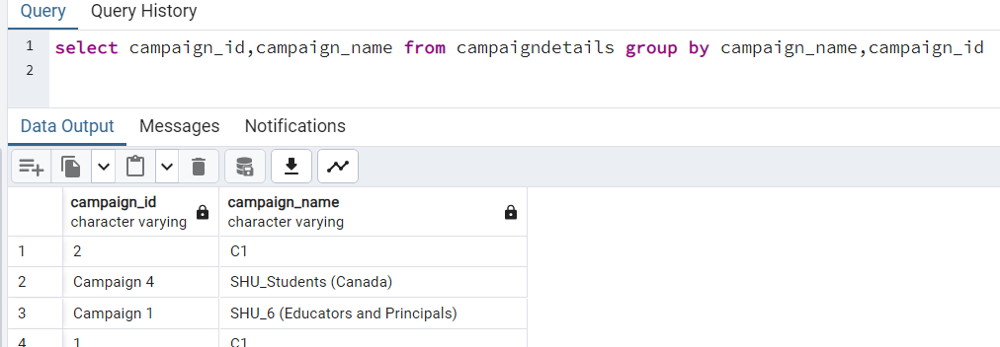 Query Query History
1 select campaign_id,campaign_name from campaigndetails group by campaign_name,campaign_id
2
Data Output Messages Notifications
campaign_id campaign_name
character varying character varying
1 2 C1
2 Campaign 4 SHU_Students (Canada)
3 Campaign 1 SHU_6 (Educators and Principals)
4 1 C1